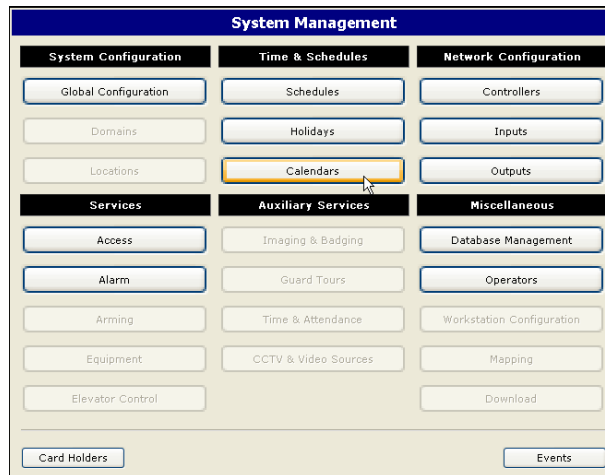 System Management
System Configuration
Global Configuration
Domains
Locations
Time & Schedules
Schedules
Holidays
Calendars
Network Configuration
Controllers
Inputs
Outputs
Services
Access
Alarm
Arming
Equipment
Elevator Control
Auxiliary Services
Imaging & Badging
Guard Tours
Time & Attendance
CCTV & Video Sources
Miscellaneous
Database Management
Operators
Workstation Configuration
Mapping
Download
Card Holders
Events